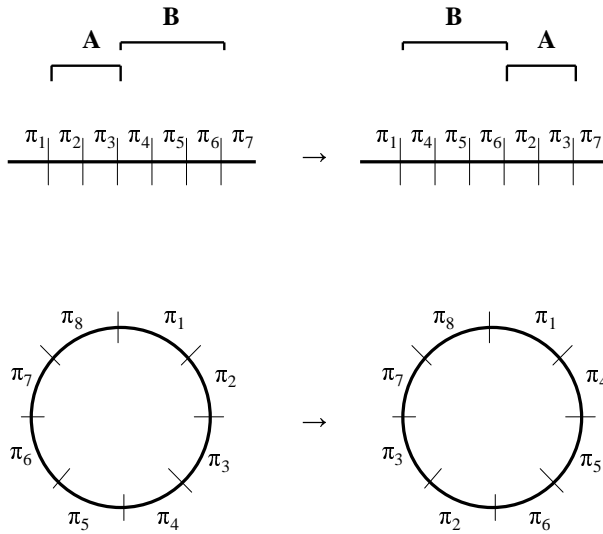 B B
A A
π₁ π₂ π₃ π₄ π₅ π₆ π₇ → π₁ π₄ π₅ π₆ π₂ π₃ π₇
π₈ π₁ π₈ π₁
π₇ π₂ π₇ π₄
→
π₆ π₃ π₃ π₅
π₅ π₄ π₂ π₆